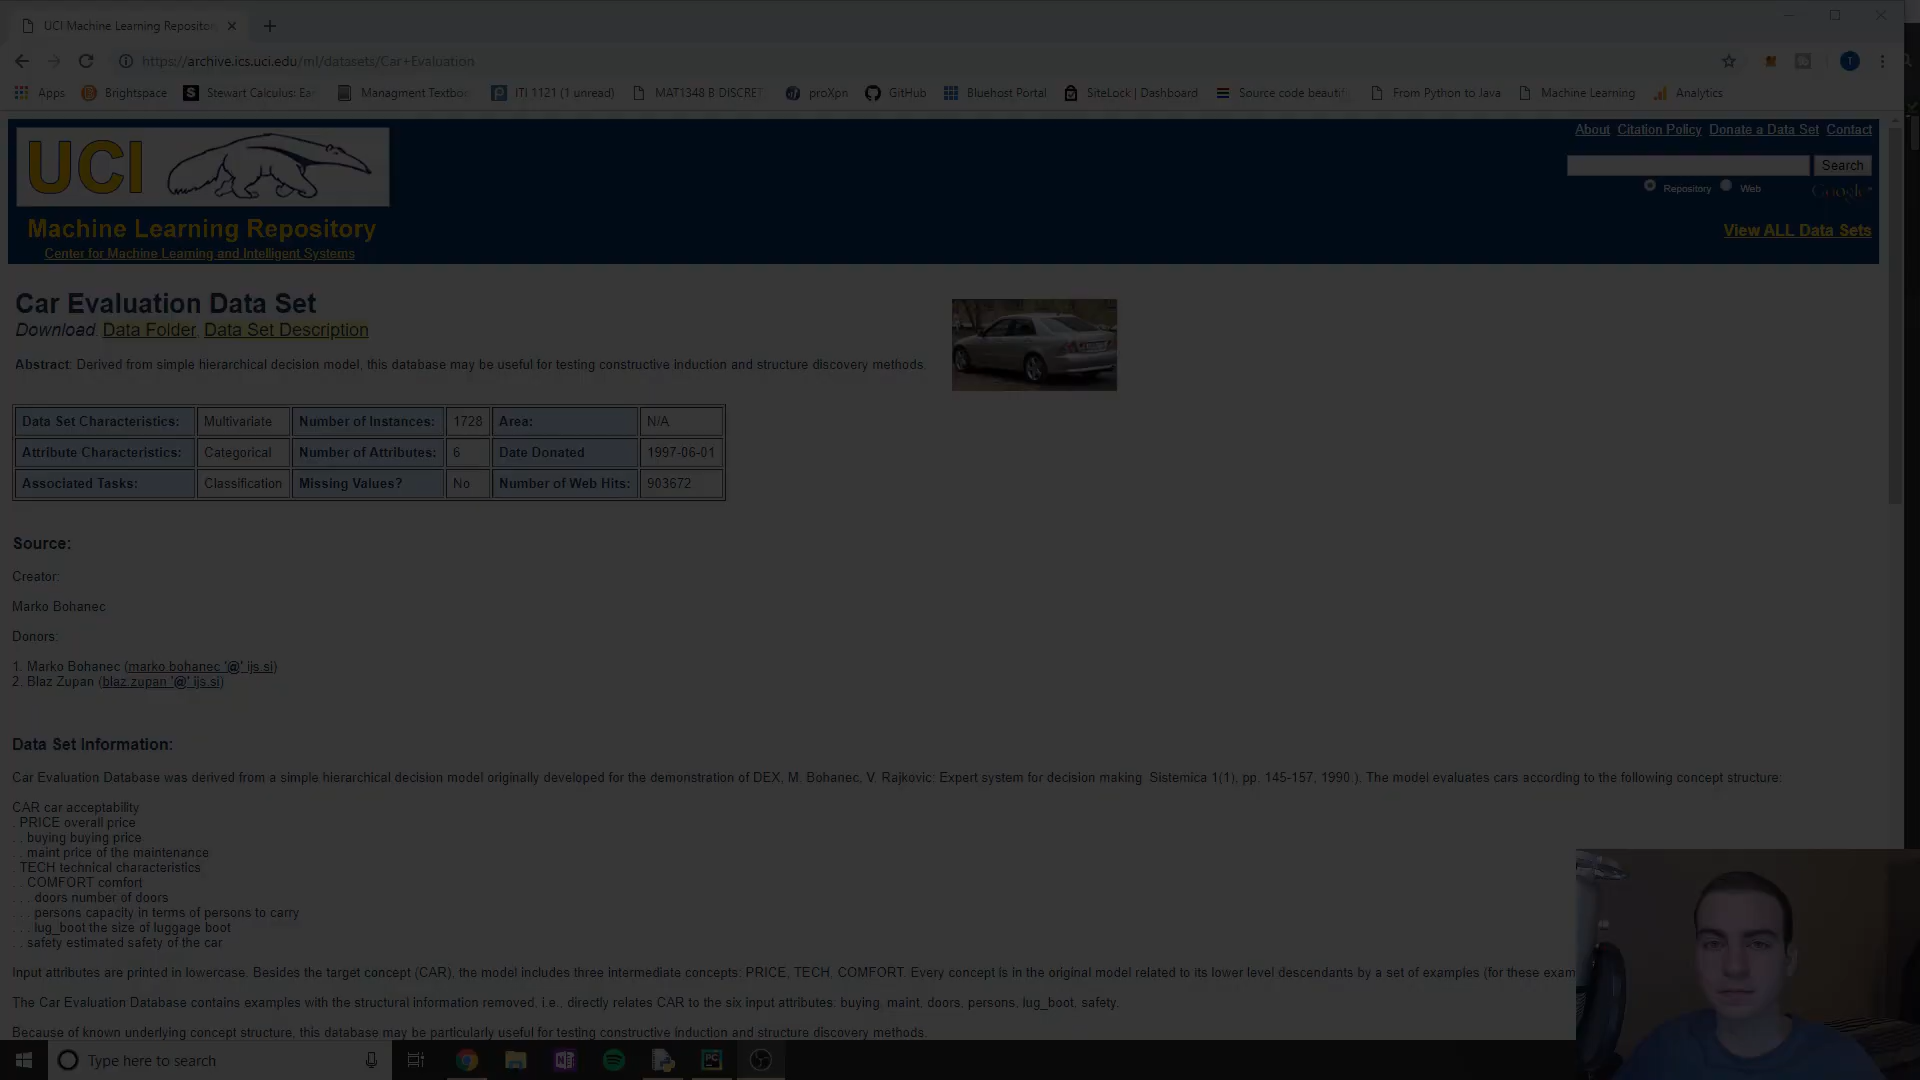 UCI Machine Learning Reposito
https://archive.ics.uci.edu/ml/datasets/Car+Evaluation
Apps
Brightspace
Stewart Calculus: Ea
Managment Textbo
ITI 1121 (1 unread)
MAT1348 B DISCRET
proXpn
GitHub
Bluehost Portal
SiteLock | Dashboard
Source code beautif
From Python to Java
Machine Learning
Analytics
UCI
Machine Learning Repository
Center for Machine Learning and Intelligent Systems
About Citation Policy Donate a Data Set Contact
Search
Repository Web
Google
View ALL Data Sets
Car Evaluation Data Set
Download: Data Folder, Data Set Description
Abstract: Derived from simple hierarchical decision model, this database may be useful for testing constructive induction and structure discovery methods.
Data Set Characteristics: Multivariate Number of Instances: 1728 Area: N/A
Attribute Characteristics: Categorical Number of Attributes: 6 Date Donated 1997-06-01
Associated Tasks: Classification Missing Values? No Number of Web Hits: 903672
Source:
Creator:
Marko Bohanec
Donors:
1. Marko Bohanec (marko.bohanec '@' ijs.si)
2. Blaz Zupan (blaz.zupan '@' ijs.si)
Data Set Information:
Car Evaluation Database was derived from a simple hierarchical decision model originally developed for the demonstration of DEX, M. Bohanec, V. Rajkovic: Expert system for decision making. Sistemica 1(1), pp. 145-157, 1990.). The model evaluates cars according to the following concept structure:
CAR car acceptability
. PRICE overall price
. . buying buying price
. . maint price of the maintenance
. TECH technical characteristics
. . COMFORT comfort
. . . doors number of doors
. . . persons capacity in terms of persons to carry
. . . lug_boot the size of luggage boot
. . safety estimated safety of the car
Input attributes are printed in lowercase. Besides the target concept (CAR), the model includes three intermediate concepts: PRICE, TECH, COMFORT. Every concept is in the original model related to its lower level descendants by a set of examples (for these exam
The Car Evaluation Database contains examples with the structural information removed, i.e., directly relates CAR to the six input attributes: buying, maint, doors, persons, lug_boot, safety.
Because of known underlying concept structure, this database may be particularly useful for testing constructive induction and structure discovery methods.
Type here to search